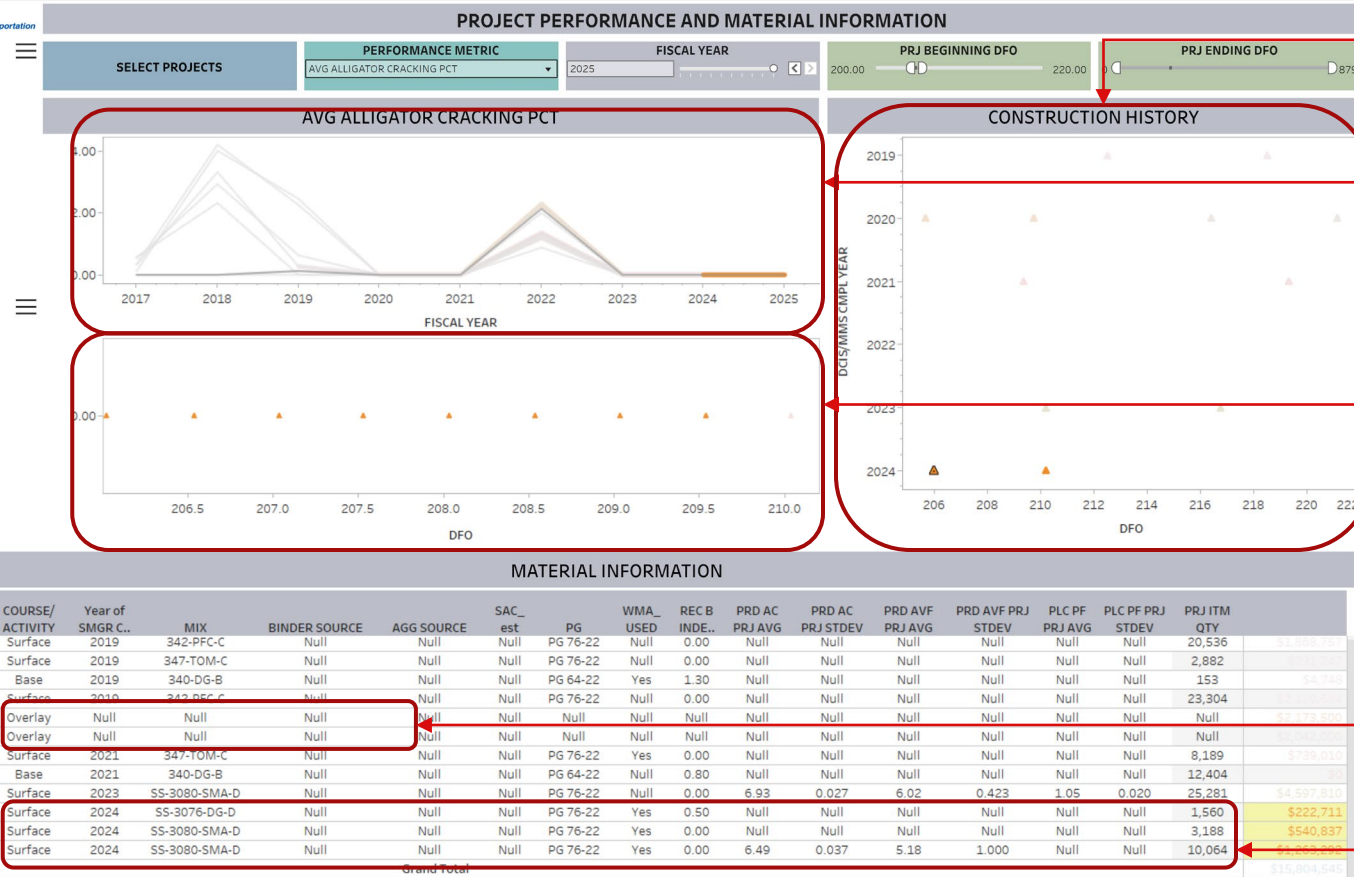 portation
PROJECT PERFORMANCE AND MATERIAL INFORMATION
SELECT PROJECTS
PERFORMANCE METRIC
AVG ALLIGATOR CRACKING PCT
FISCAL YEAR
2025
PRJ BEGINNING DFO
200.00 220.00
PRJ ENDING DFO
879
AVG ALLIGATOR CRACKING PCT
4.00
2.00
0.00
2017 2018 2019 2020 2021 2022 2023 2024 2025
FISCAL YEAR
0.00
206.5 207.0 207.5 208.0 208.5 209.0 209.5 210.0
DFO
CONSTRUCTION HISTORY
DCIS/MMS CMPL YEAR
2019
2020
2021
2022
2023
2024
206 208 210 212 214 216 218 220 222
DFO
MATERIAL INFORMATION
COURSE/ Year of SAC_ WMA_ REC B PRD AC PRD AC PRD AVF PRD AVF PRJ PLC PF PLC PF PRJ PRJ ITM
ACTIVITY SMGR C.. MIX BINDER SOURCE AGG SOURCE est PG USED INDE.. PRJ AVG PRJ STDEV PRJ AVG STDEV PRJ AVG STDEV QTY
Surface 2019 342-PFC-C Null Null Null PG 76-22 Null 0.00 Null Null Null Null Null Null 20,536
Surface 2019 347-TOM-C Null Null Null PG 76-22 Null 0.00 Null Null Null Null Null Null 2,882
Base 2019 340-DG-B Null Null Null PG 64-22 Yes 1.30 Null Null Null Null Null Null 153 $4,748
Surface 2019 342-PFC-C Null Null Null PG 76-22 Null 0.00 Null Null Null Null Null Null 23,304
Overlay Null Null Null Null Null Null Null Null Null Null Null Null Null Null Null $2,173,500
Overlay Null Null Null Null Null Null Null Null Null Null Null Null Null Null Null
Surface 2021 347-TOM-C Null Null Null PG 76-22 Yes 0.00 Null Null Null Null Null Null 8,189 $739,010
Base 2021 340-DG-B Null Null Null PG 64-22 Null 0.80 Null Null Null Null Null Null 12,404 $0
Surface 2023 SS-3080-SMA-D Null Null Null PG 76-22 Null 0.00 6.93 0.027 6.02 0.423 1.05 0.020 25,281 $4,597,810
Surface 2024 SS-3076-DG-D Null Null Null PG 76-22 Yes 0.50 Null Null Null Null Null Null 1,560 $222,711
Surface 2024 SS-3080-SMA-D Null Null Null PG 76-22 Yes 0.00 Null Null Null Null Null Null 3,188 $540,837
Surface 2024 SS-3080-SMA-D Null Null Null PG 76-22 Yes 0.00 6.49 0.037 5.18 1.000 Null Null 10,064
Grand Total $15,804,545